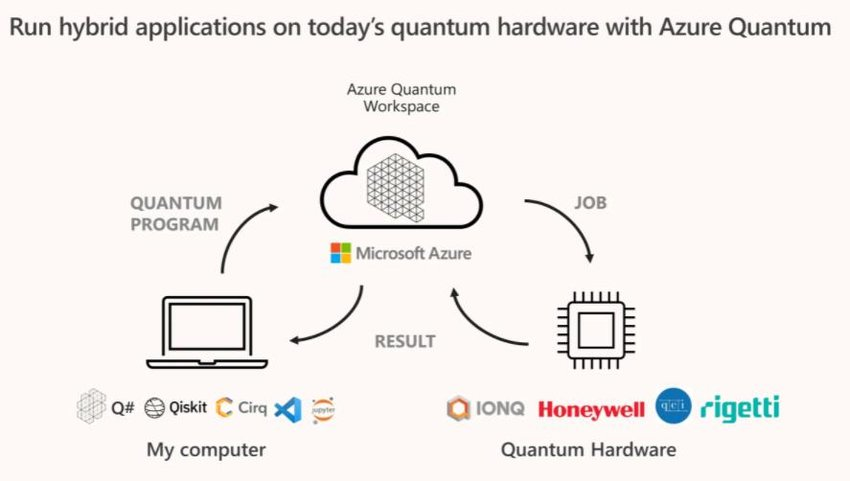 Run hybrid applications on today's quantum hardware with Azure Quantum
Azure Quantum
Workspace
QUANTUM
PROGRAM
JOB
Microsoft Azure
RESULT
Q#
Qiskit
Cirq
jupyter
IONQ
Honeywell
qci
rigetti
My computer
Quantum Hardware